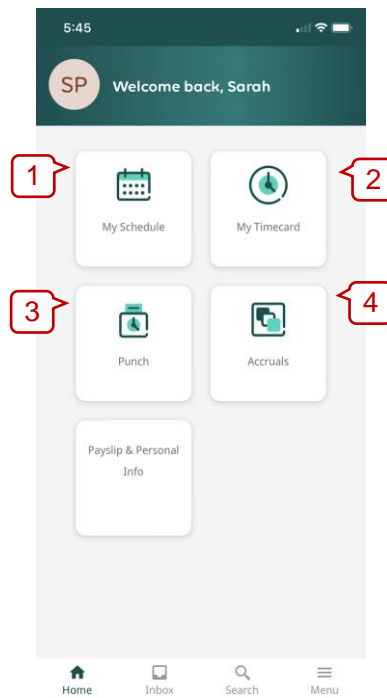 5:45
SP
Welcome back, Sarah
1
My Schedule
2
My Timecard
3
Punch
4
Accruals
Payslip & Personal
Info
Home
Inbox
Search
Menu